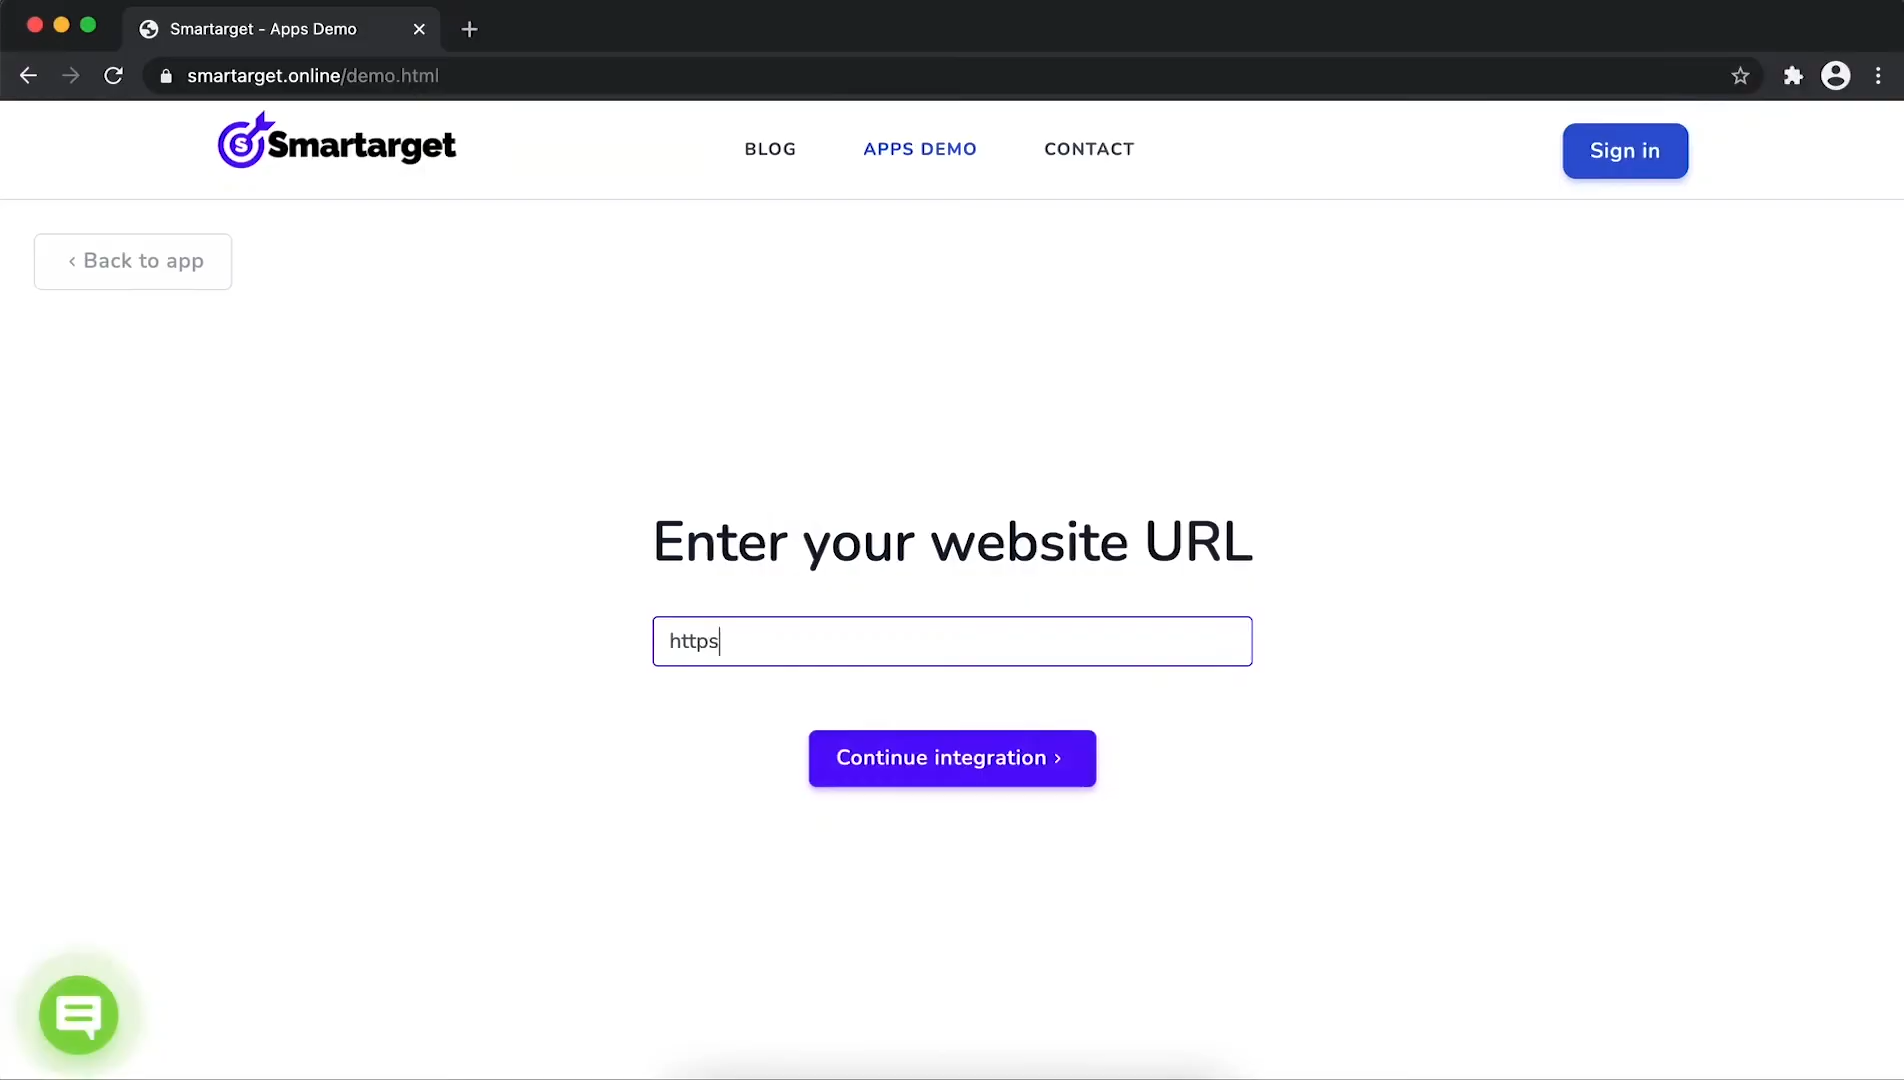 Smartarget - Apps Demo
smartarget.online/demo.html
Smartarget
BLOG
APPS DEMO
CONTACT
Sign in
‹ Back to app
Enter your website URL
https
Continue integration ›